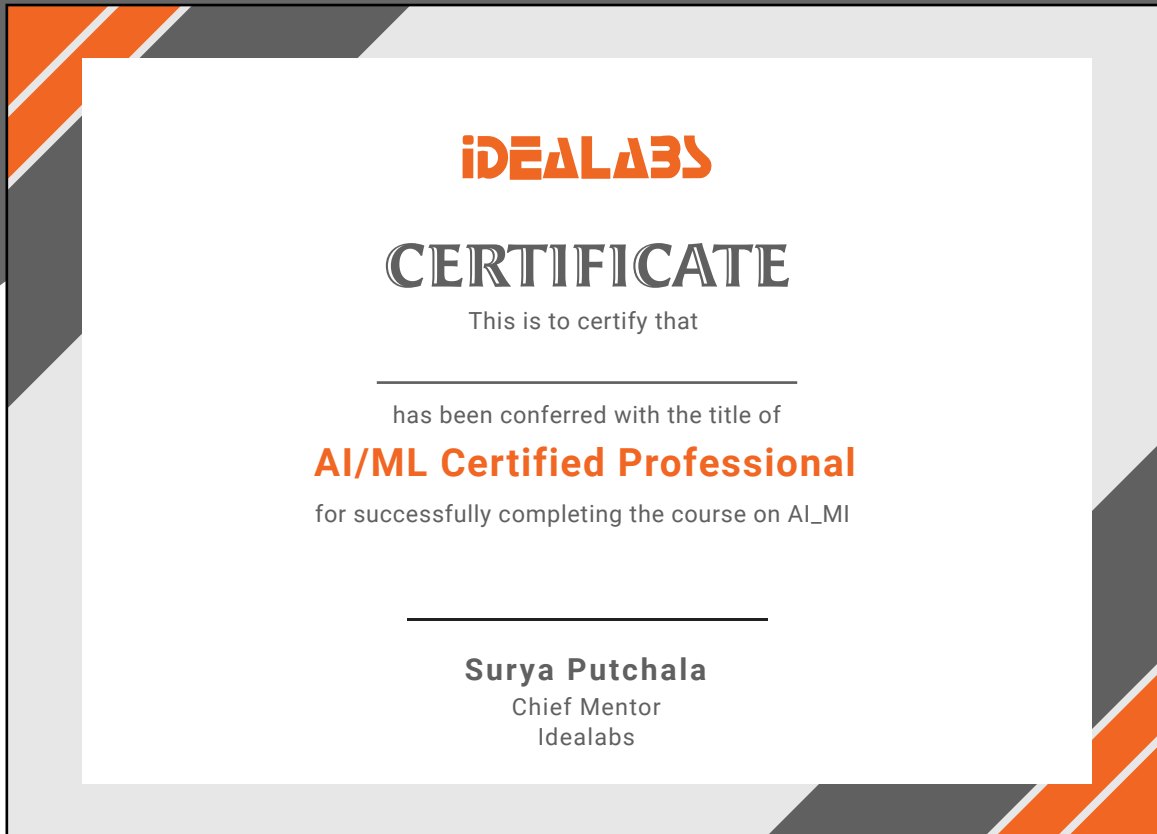 iDEALABS
CERTIFICATE
This is to certify that
has been conferred with the title of
AI/ML Certified Professional
for successfully completing the course on AI_MI
Surya Putchala
Chief Mentor
Idealabs